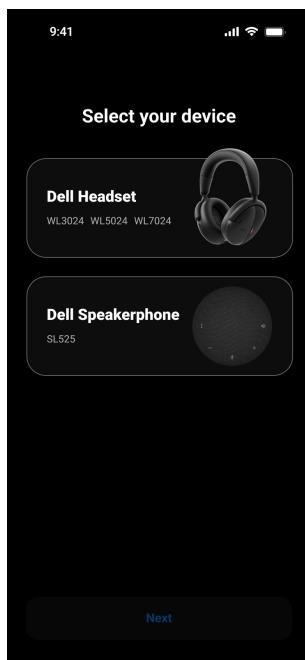 9:41
Select your device
Dell Headset
WL3024 WL5024 WL7024
Dell Speakerphone
SL525
Next